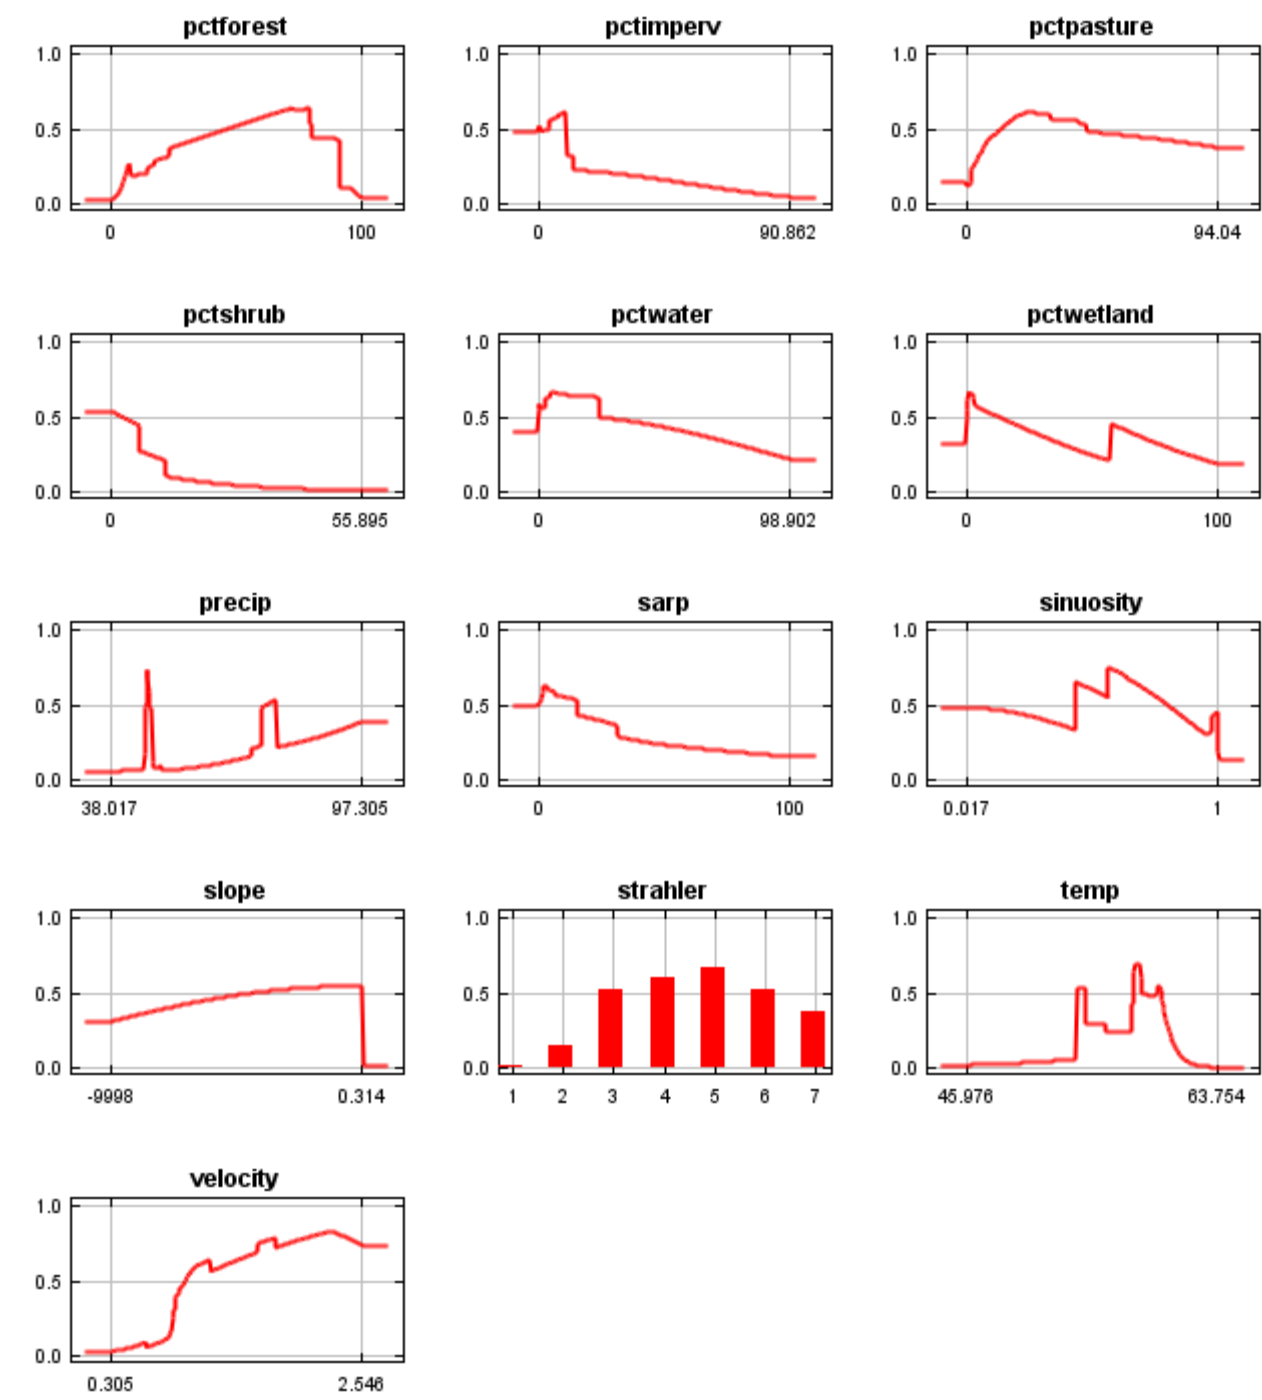 pctforest pctimperv pctpasture
1.0 1.0 1.0
0.5 0.5 0.5
0.0 0.0 0.0
0 100 0 90.862 0 94.04
pctshrub pctwater pctwetland
1.0 1.0 1.0
0.5 0.5 0.5
0.0 0.0 0.0
0 55.895 0 98.902 0 100
precip sarp sinuosity
1.0 1.0 1.0
0.5 0.5 0.5
0.0 0.0 0.0
38.017 97.305 0 100 0.017 1
slope strahler temp
1.0 1.0 1.0
0.5 0.5 0.5
0.0 0.0 0.0
-9998 0.314 1 2 3 4 5 6 7 45.976 63.754
velocity
1.0
0.5
0.0
0.305 2.546